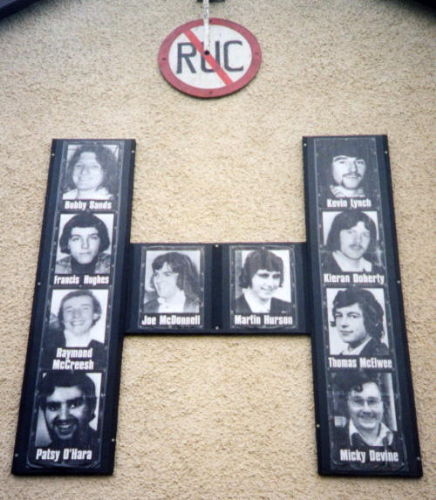 RUC
Bobby Sands
Francis Hughes
Raymond
McCreesh
Patsy O'Hara
Joe McDonnell
Martin Hurson
Kevin Lynch
Kieran Doherty
Thomas McElwee
Micky Devine